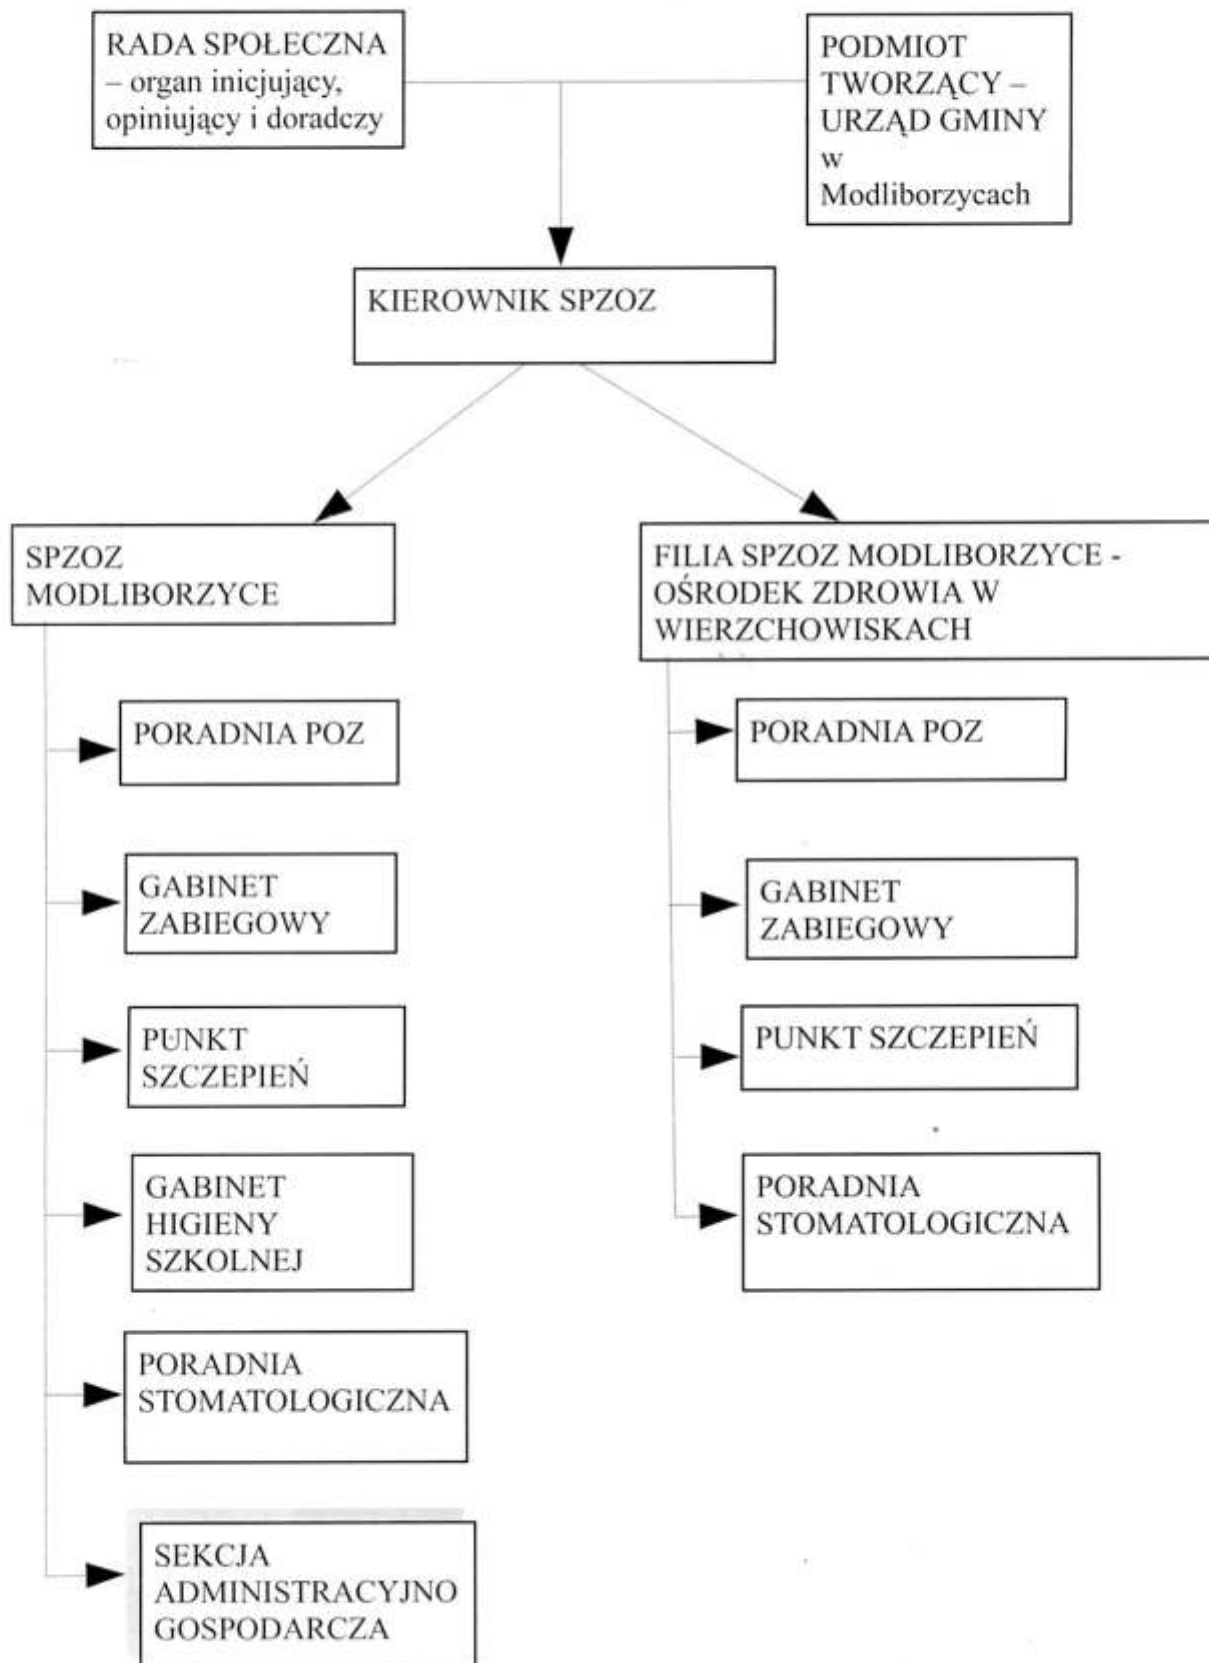 RADA SPOŁECZNA
– organ inicjujący,
opiniujący i doradczy
PODMIOT
TWORZĄCY –
URZĄD GMINY
w
Modliborzycach
KIEROWNIK SPZOZ
SPZOZ
MODLIBORZYCE
FILIA SPZOZ MODLIBORZYCE -
OŚRODEK ZDROWIA W
WIERZCHOWISKACH
PORADNIA POZ
GABINET
ZABIEGOWY
PUNKT
SZCZEPIEŃ
GABINET
HIGIENY
SZKOLNEJ
PORADNIA
STOMATOLOGICZNA
SEKCJA
ADMINISTRACYJNO
GOSPODARCZA
PORADNIA POZ
GABINET
ZABIEGOWY
PUNKT SZCZEPIEŃ
PORADNIA
STOMATOLOGICZNA